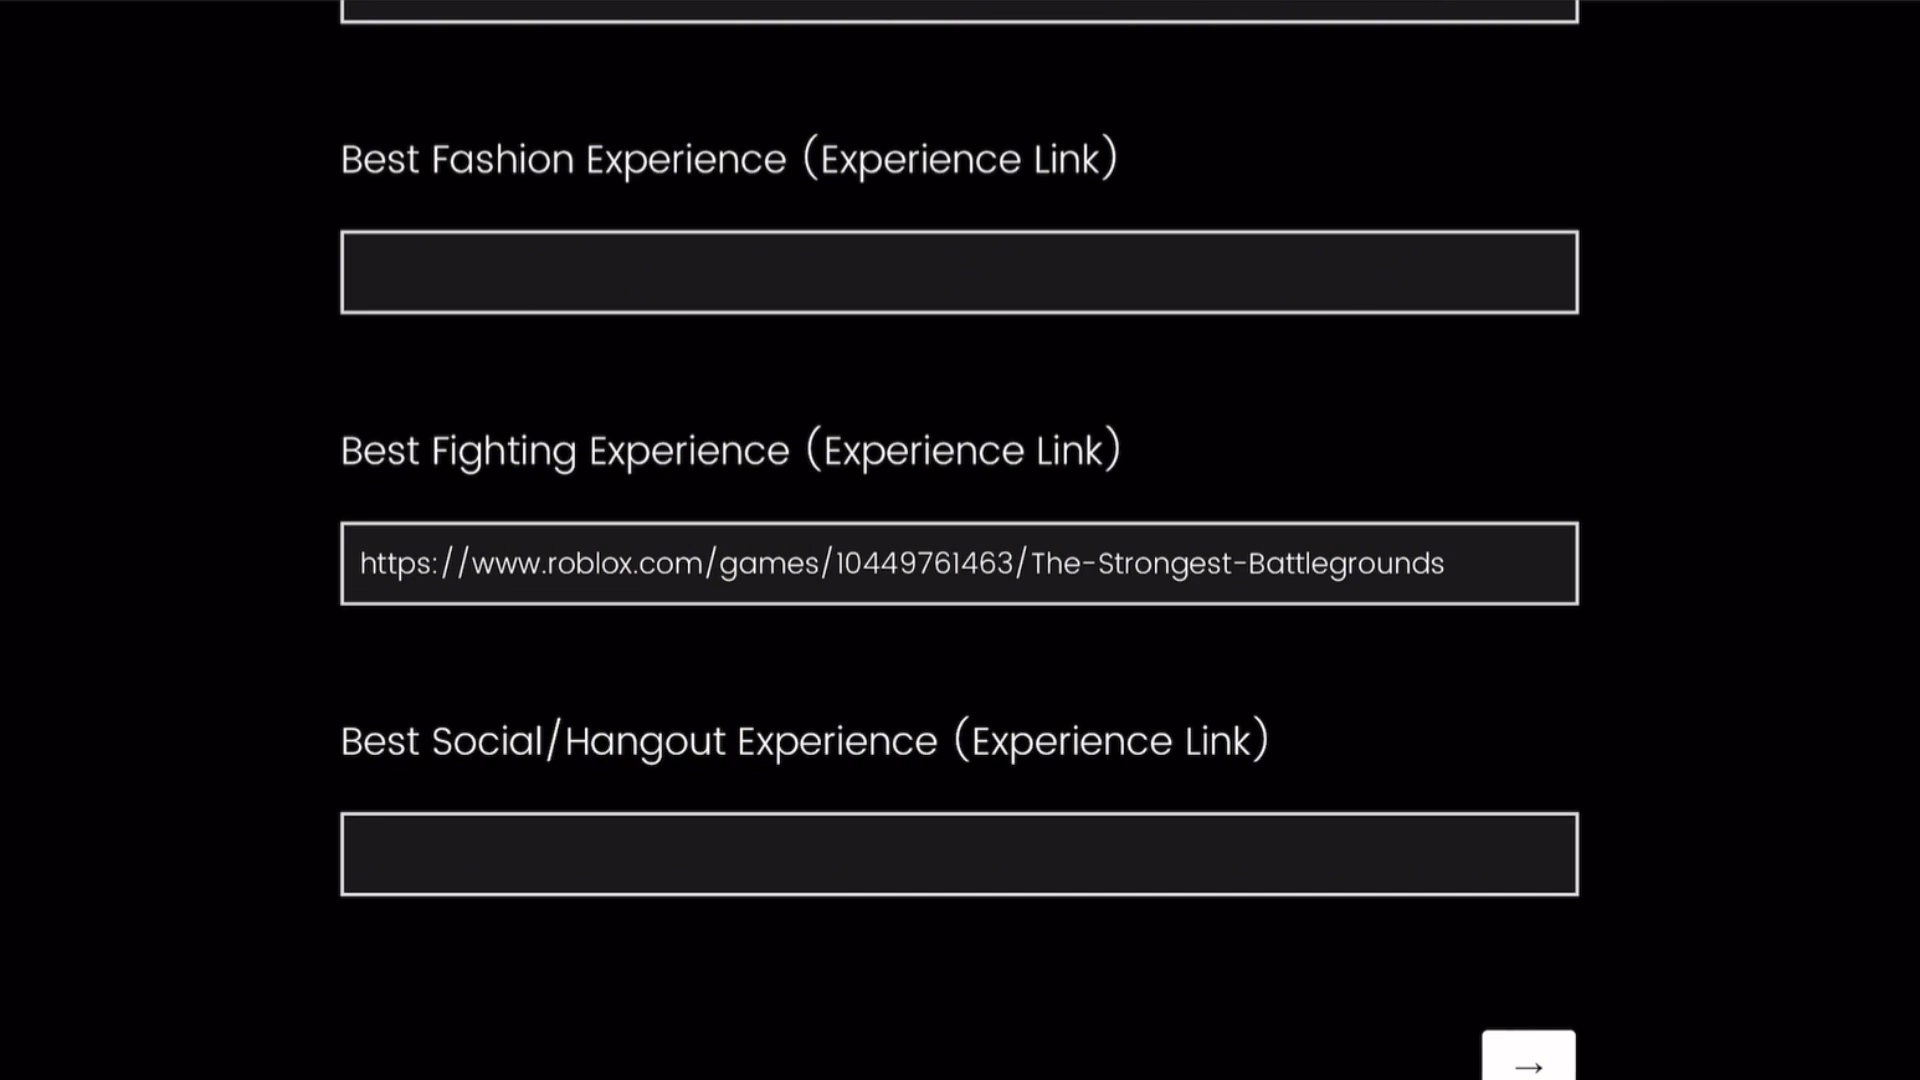 Best Fashion Experience (Experience Link)
Best Fighting Experience (Experience Link)
https://www.roblox.com/games/10449761463/The-Strongest-Battlegrounds
Best Social/Hangout Experience (Experience Link)
→